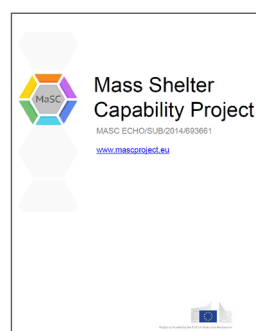 MaSC
Mass Shelter
Capability Project
MASC ECHO/SUB/2014/693661
www.mascproject.eu